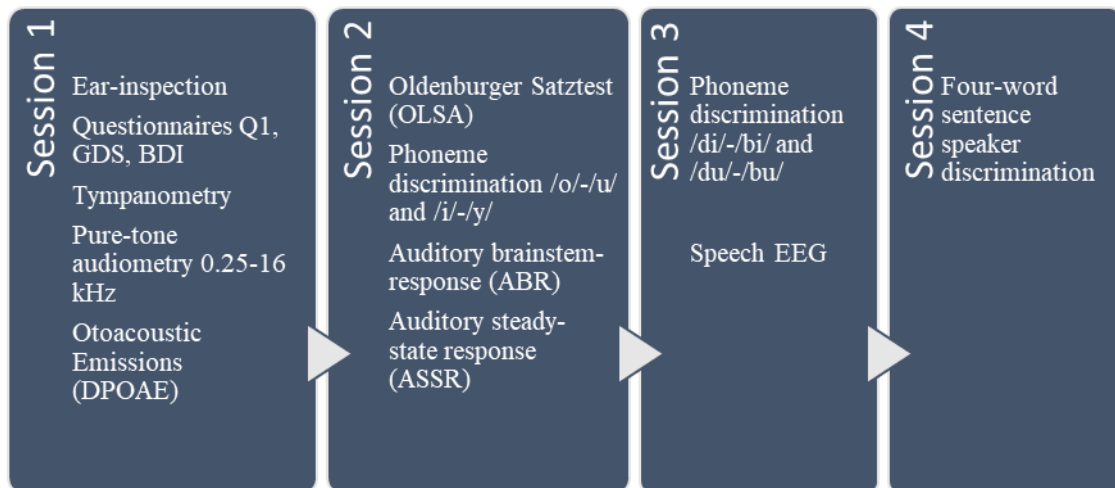 Session 1
Ear-inspection
Questionnaires Q1,
GDS, BDI
Tympanometry
Pure-tone
audiometry 0.25-16
kHz
Otoacoustic
Emissions
(DPOAE)
Session 2
Oldenburger Satztest
(OLSA)
Phoneme
discrimination /o/-/u/
and /i/-/y/
Auditory brainstem-
response (ABR)
Auditory steady-
state response
(ASSR)
Session 3
Phoneme
discrimination
/di/-/bi/ and
/du/-/bu/
Speech EEG
Session 4
Four-word
sentence
speaker
discrimination